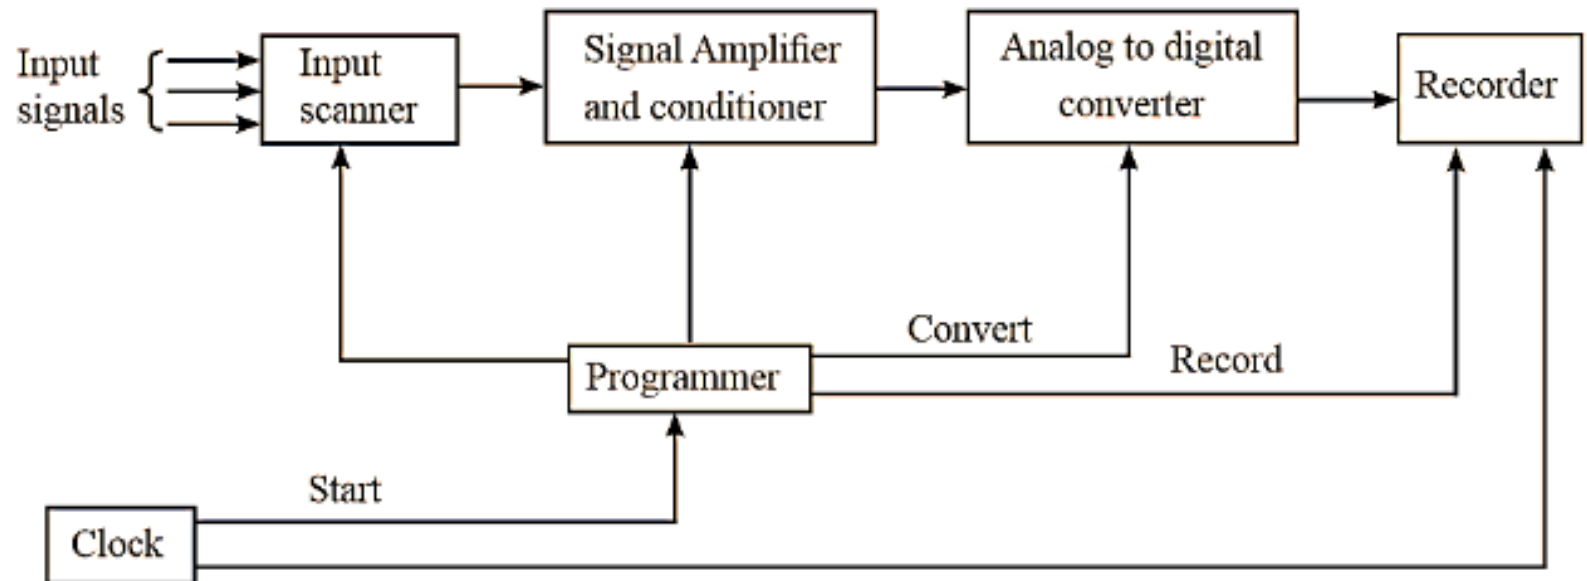 Input
signals
Input
scanner
Signal Amplifier
and conditioner
Analog to digital
converter
Recorder
Convert
Record
Programmer
Start
Clock